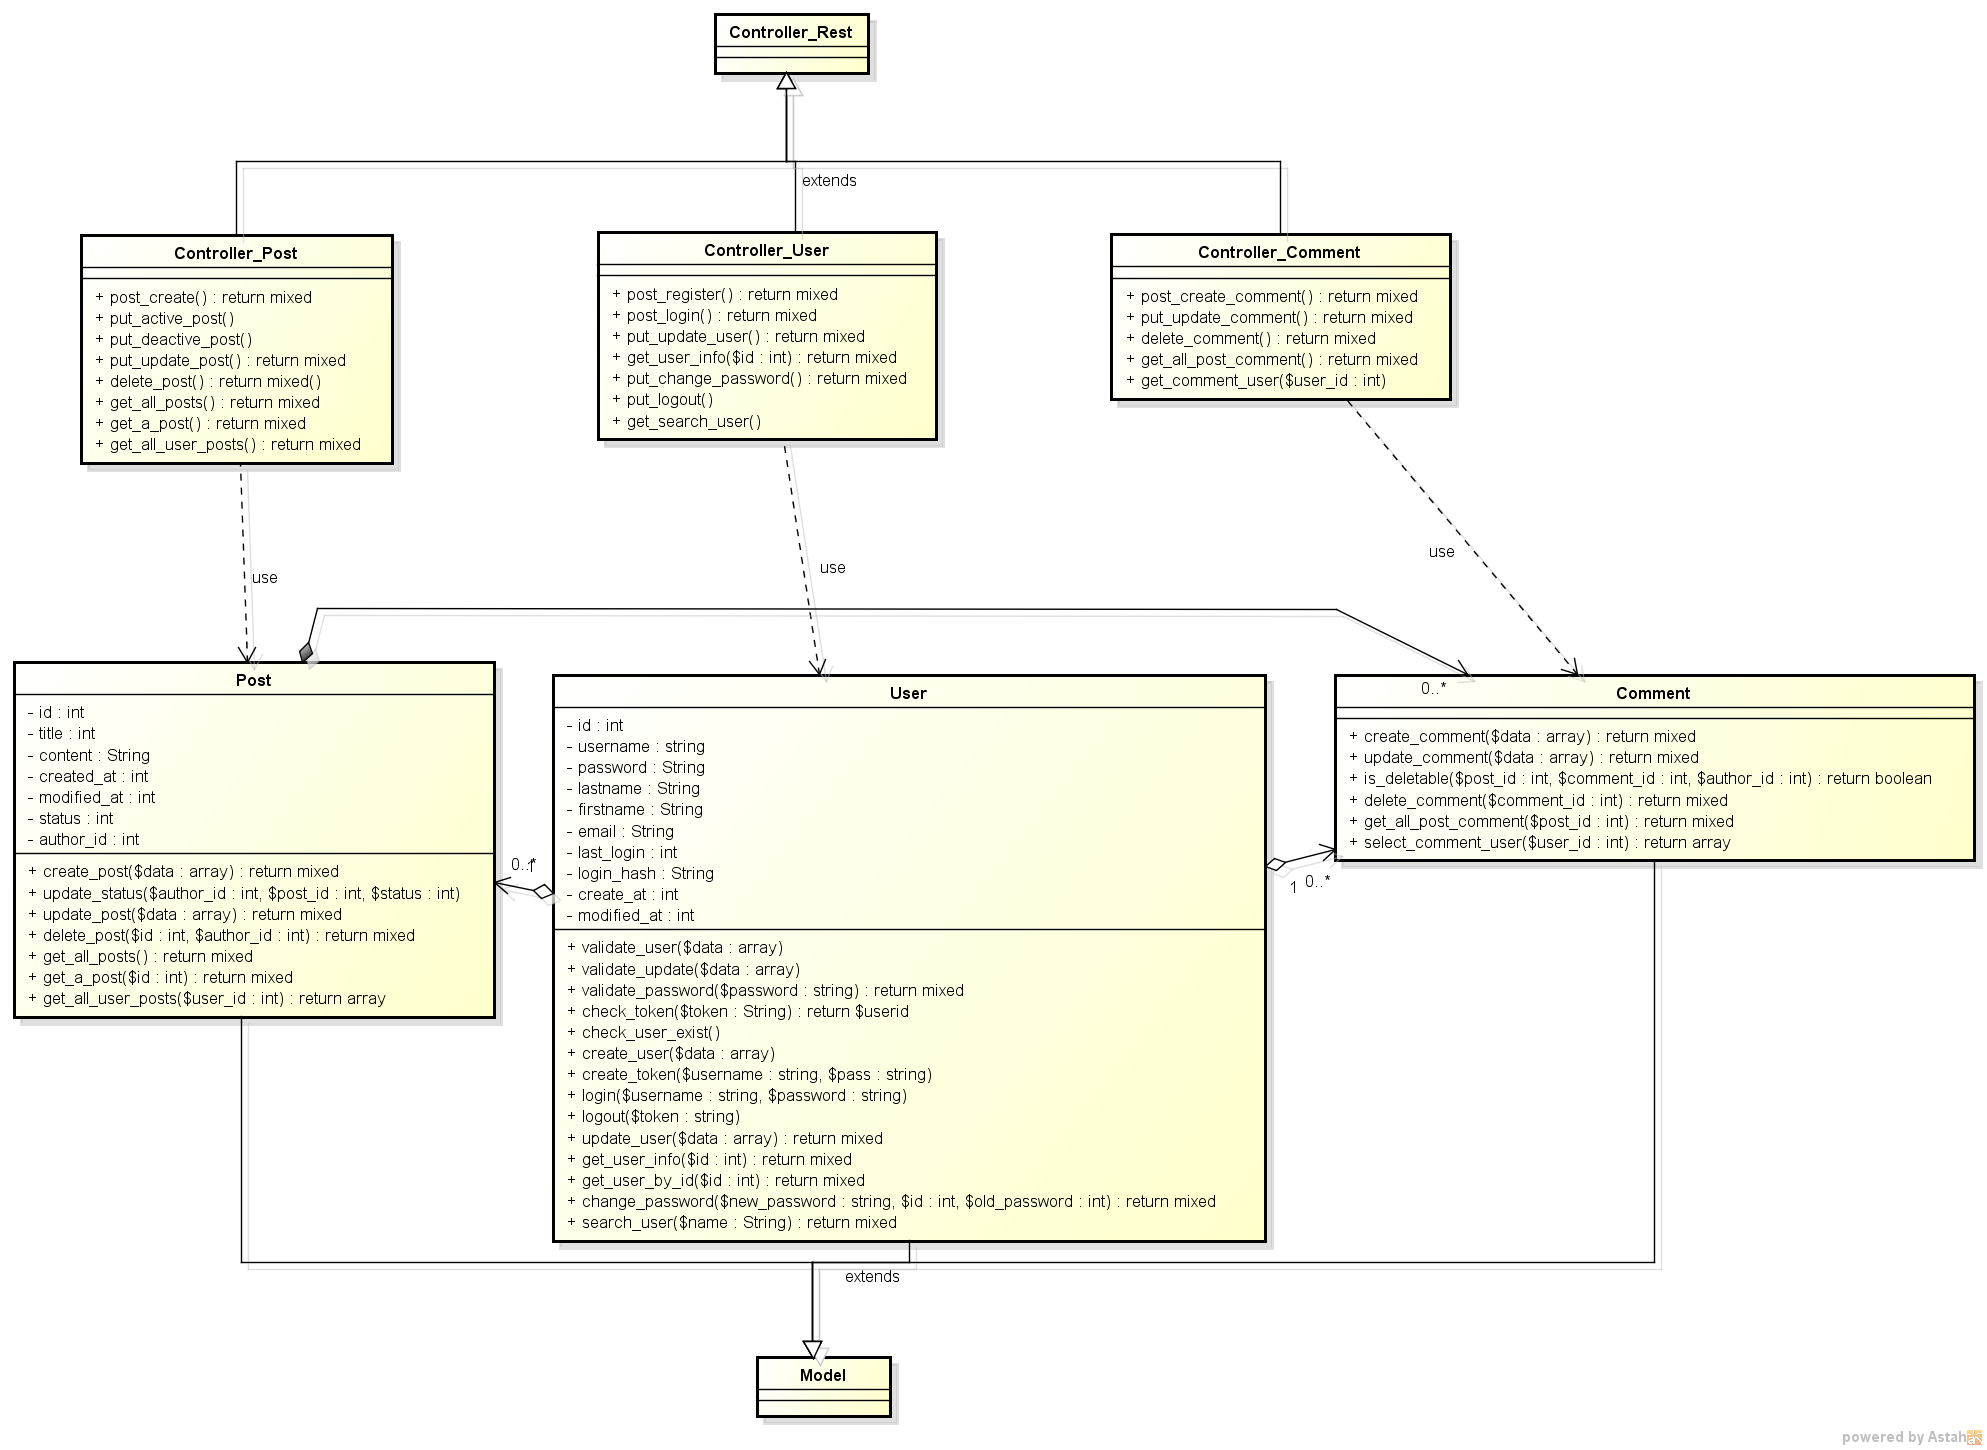 Controller_Rest
extends
Controller_Post
+ post_create() : return mixed
+ put_active_post()
+ put_deactive_post()
+ put_update_post() : return mixed
+ delete_post() : return mixed()
+ get_all_posts() : return mixed
+ get_a_post() : return mixed
+ get_all_user_posts() : return mixed
Controller_User
+ post_register() : return mixed
+ post_login() : return mixed
+ put_update_user() : return mixed
+ get_user_info($id : int) : return mixed
+ put_change_password() : return mixed
+ put_logout()
+ get_search_user()
Controller_Comment
+ post_create_comment() : return mixed
+ put_update_comment() : return mixed
+ delete_comment() : return mixed
+ get_all_post_comment() : return mixed
+ get_comment_user($user_id : int)
use
use
use
Post
- id : int
- title : int
- content : String
- created_at : int
- modified_at : int
- status : int
- author_id : int
+ create_post($data : array) : return mixed
+ update_status($author_id : int, $post_id : int, $status : int)
+ update_post($data : array) : return mixed
+ delete_post($id : int, $author_id : int) : return mixed
+ get_all_posts() : return mixed
+ get_a_post($id : int) : return mixed
+ get_all_user_posts($user_id : int) : return array
0..*
1
User
- id : int
- username : string
- password : String
- lastname : String
- firstname : String
- email : String
- last_login : int
- login_hash : String
- create_at : int
- modified_at : int
+ validate_user($data : array)
+ validate_update($data : array)
+ validate_password($password : string) : return mixed
+ check_token($token : String) : return $userid
+ check_user_exist()
+ create_user($data : array)
+ create_token($username : string, $pass : string)
+ login($username : string, $password : string)
+ logout($token : string)
+ update_user($data : array) : return mixed
+ get_user_info($id : int) : return mixed
+ get_user_by_id($id : int) : return mixed
+ change_password($new_password : string, $id : int, $old_password : int) : return mixed
+ search_user($name : String) : return mixed
1
0..*
0..*
Comment
+ create_comment($data : array) : return mixed
+ update_comment($data : array) : return mixed
+ is_deletable($post_id : int, $comment_id : int, $author_id : int) : return boolean
+ delete_comment($comment_id : int) : return mixed
+ get_all_post_comment($post_id : int) : return mixed
+ select_comment_user($user_id : int) : return array
extends
Model
powered by Astah